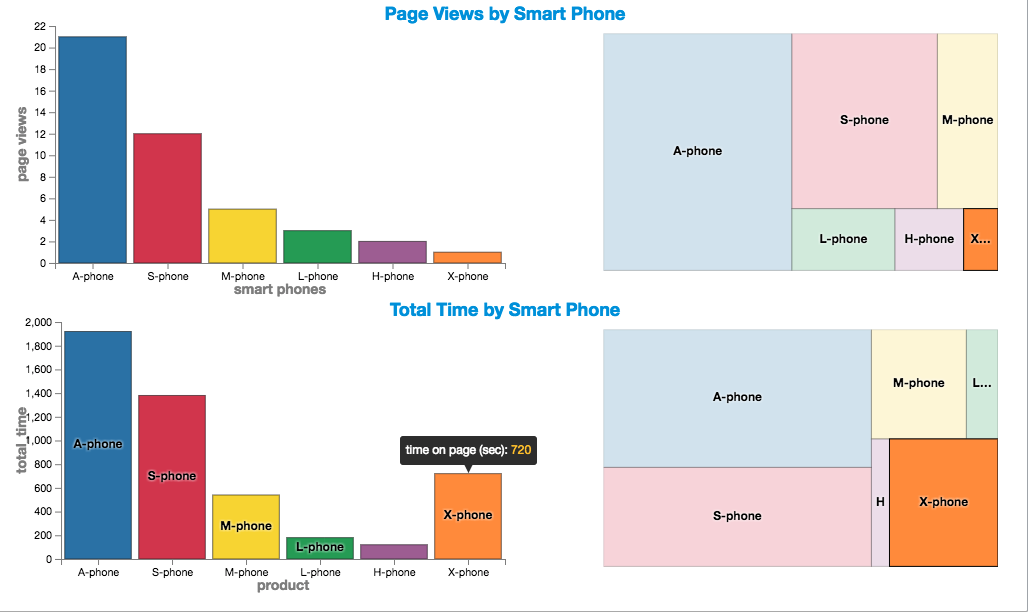 Page Views by Smart Phone
22
20
18
16
14
12
10
8
6
4
2
0
page views
A-phone S-phone M-phone L-phone H-phone X-phone
smart phones
A-phone
S-phone
M-phone
L-phone
H-phone
X...
Total Time by Smart Phone
2,000
1,800
1,600
1,400
1,200
1,000
800
600
400
200
0
total_time
A-phone
S-phone
M-phone
L-phone
time on page (sec): 720
X-phone
A-phone S-phone M-phone L-phone H-phone X-phone
product
A-phone
M-phone
L...
S-phone
H
X-phone